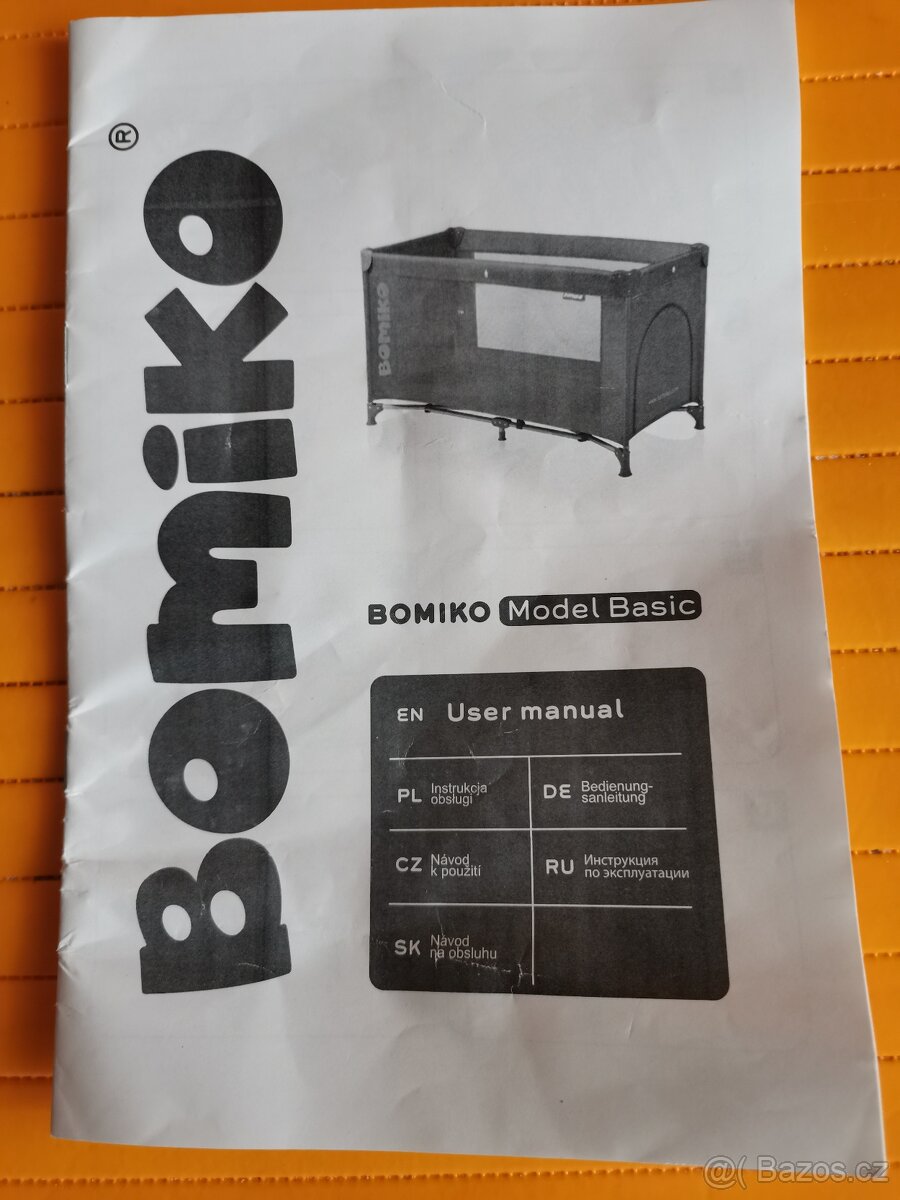 Bomiko®
BOMIKO
BOMIKO Model Basic
EN User manual
PL Instrukcja
obsługi
DE Bedienung-
sanleitung
CZ Návod
k použití
RU Инструкция
по эксплуатации
SK Návod
na obsluhu
@( Bazos.cz